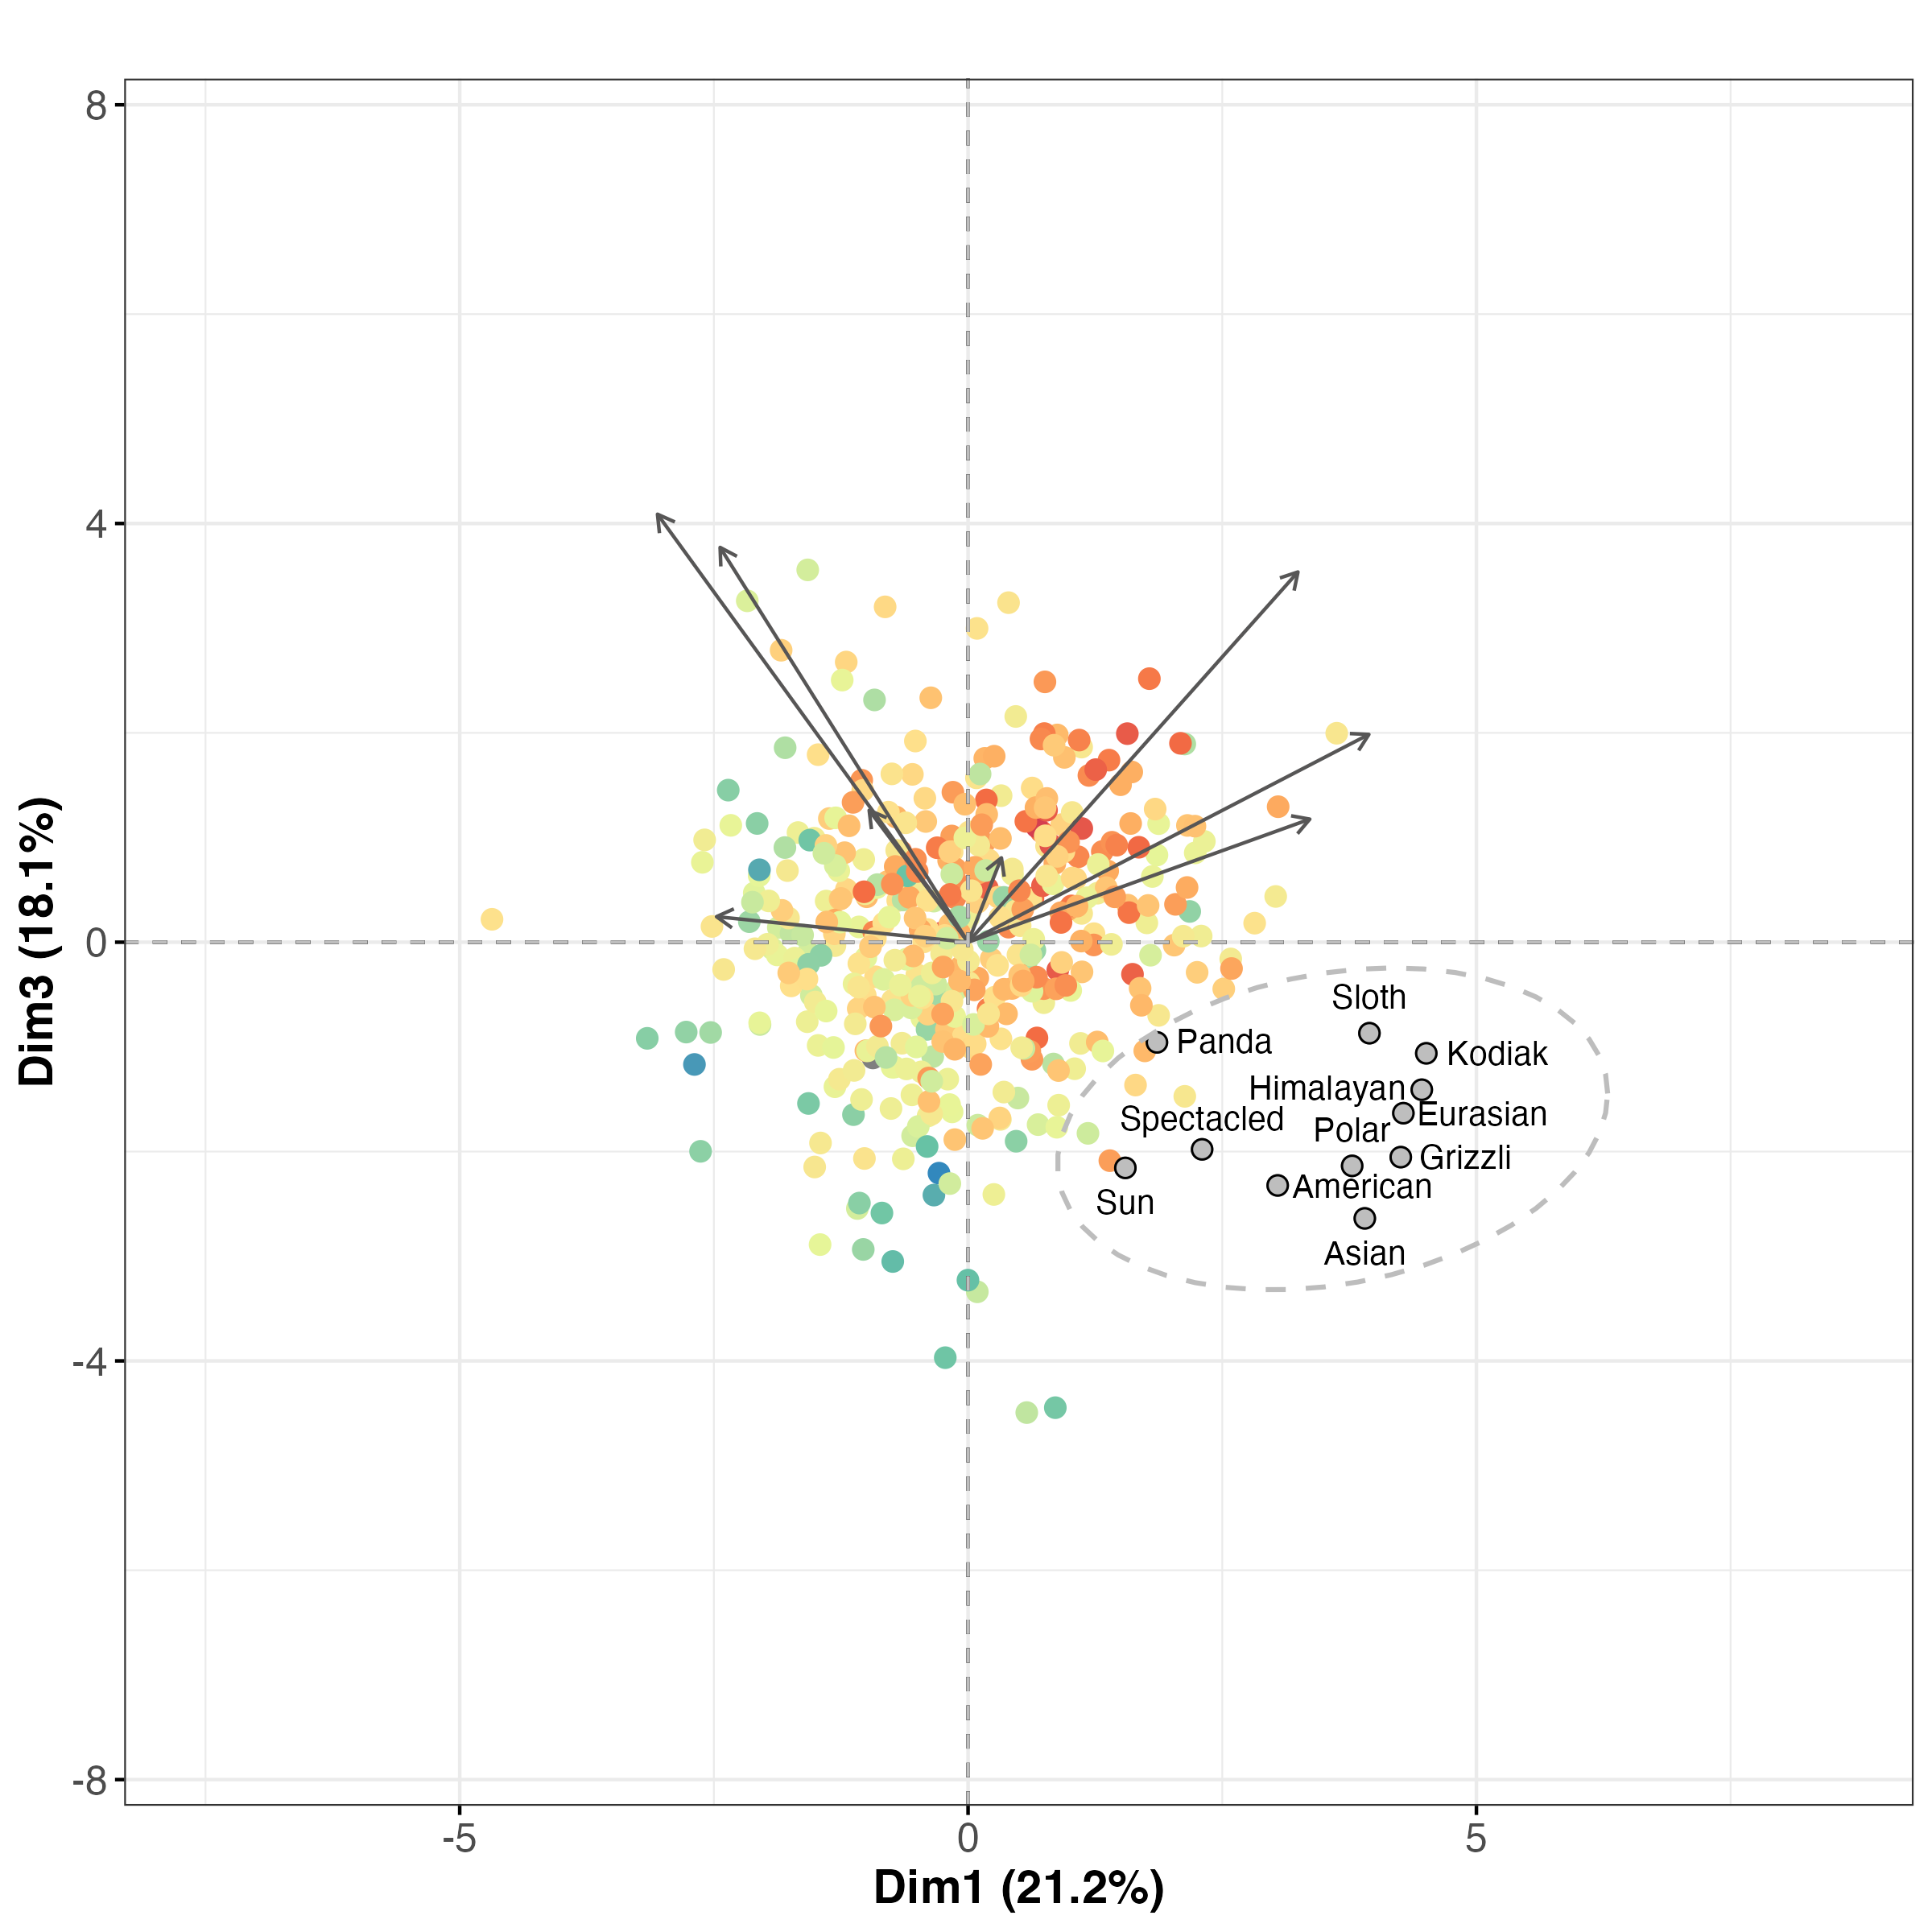 8
4
0
-4
-8
Dim3 (18.1%)
Sloth
Panda
Kodiak
Himalayan
Eurasian
Spectacled
Polar
Grizzli
American
Sun
Asian
-5
0
5
Dim1 (21.2%)